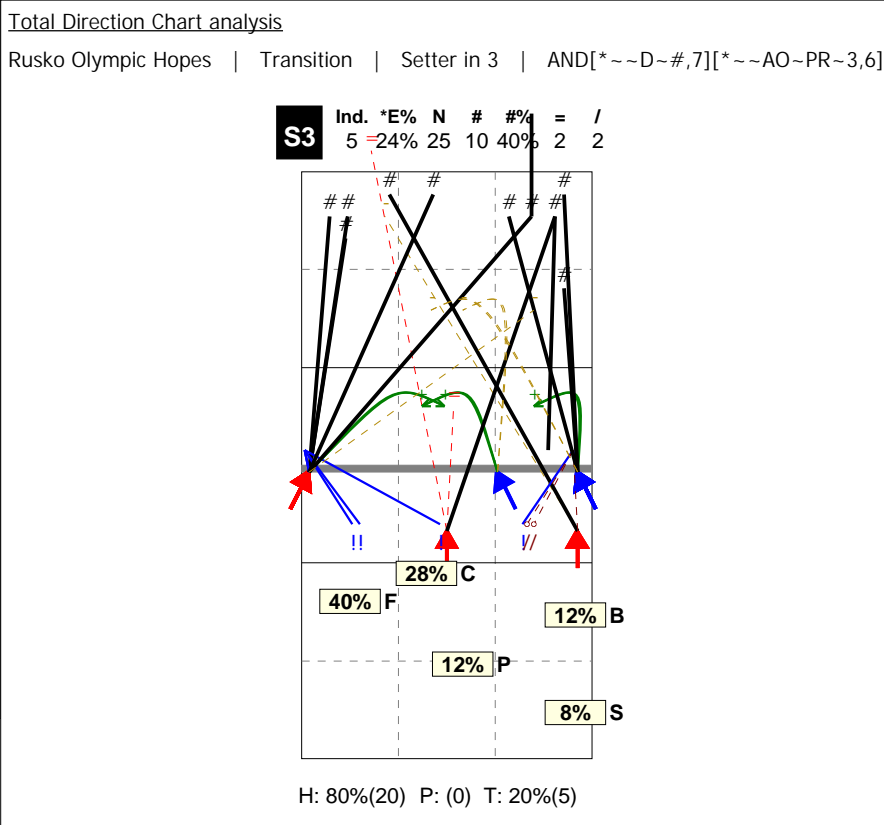 Total Direction Chart analysis
Rusko Olympic Hopes | Transition | Setter in 3 | AND[*~~D~#,7][*~~AO~PR~3,6]
Ind. *E% N # #% = /
S3 5 24% 25 10 40% 2 2
=
# #
#
# # # # #
#
#
+ + = +
!! ! ! //
28% C
40% F
12% B
12% P
8% S
H: 80%(20) P: (0) T: 20%(5)